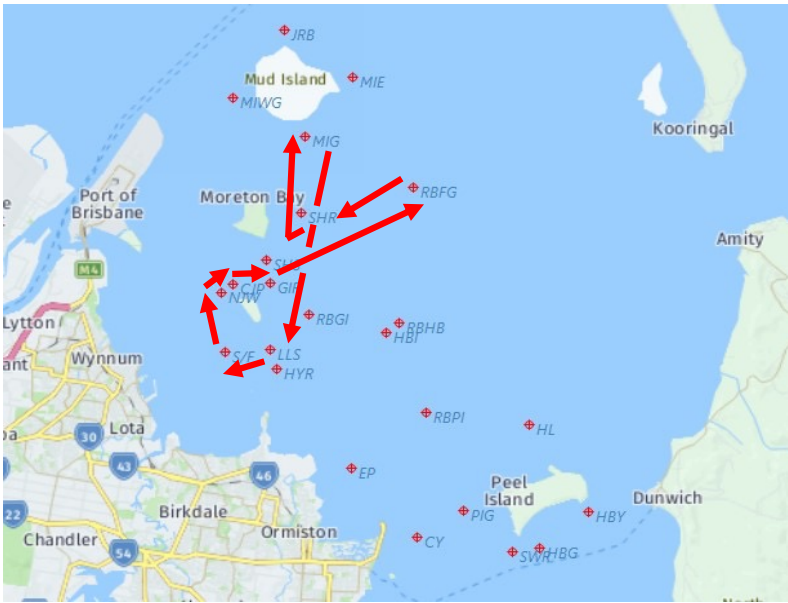 JRB
Mud Island
MIE
MIWG
Kooringal
MIG
Port of
Brisbane
Moreton Bay
RBFG
SHR
Amity
M4
SHS
CJP
GIP
NJW
RBGI
Lytton
RBHB
HBI
Wynnum
S/F
LLS
HYR
RBPI
HL
Lota
30
43
46
EP
Peel
Island
Dunwich
22
Birkdale
PIG
HBY
Chandler
Ormiston
CY
54
SWR
HBG